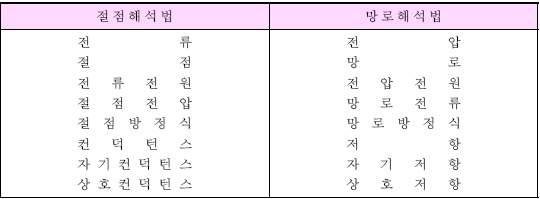 절점해석법 망로해석법
전류 전압
절점 망로
전류전원 전압전원
절점전압 망로전류
절점방정식 망로방정식
컨덕턴스 저항
자기컨덕턴스 자기저항
상호컨덕턴스 상호저항